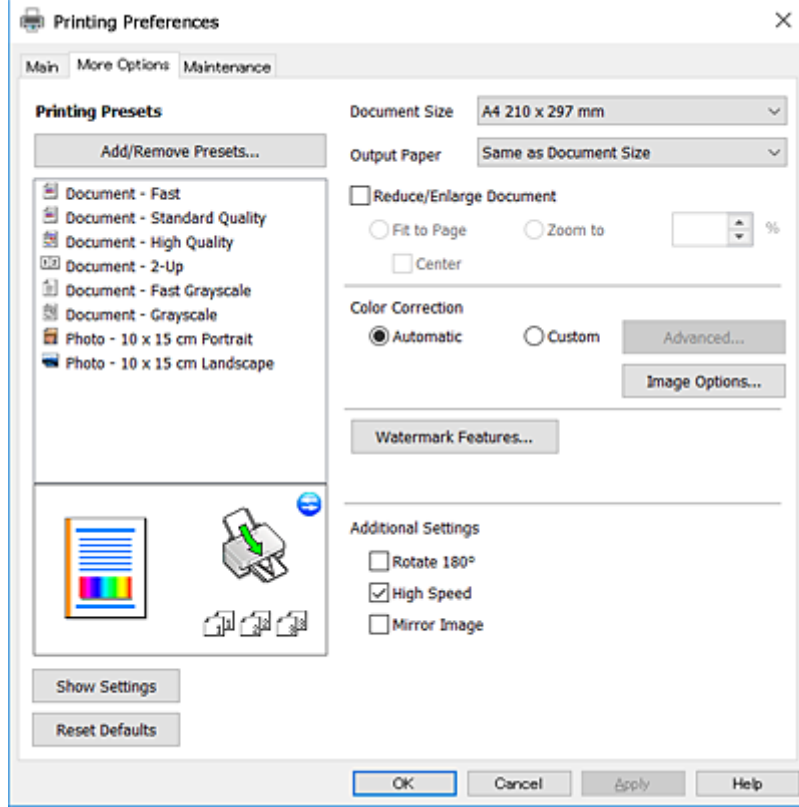 Printing Preferences
Main
More Options
Maintenance
Printing Presets
Add/Remove Presets...
Document - Fast
Document - Standard Quality
Document - High Quality
Document - 2-Up
Document - Fast Grayscale
Document - Grayscale
Photo - 10 x 15 cm Portrait
Photo - 10 x 15 cm Landscape
Show Settings
Reset Defaults
Document Size
A4 210 x 297 mm
Output Paper
Same as Document Size
Reduce/Enlarge Document
Fit to Page
Zoom to
%
Center
Color Correction
Automatic
Custom
Advanced...
Image Options...
Watermark Features...
Additional Settings
Rotate 180°
High Speed
Mirror Image
OK
Cancel
Apply
Help